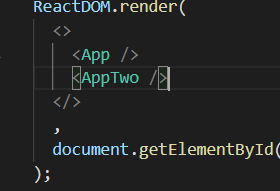 ReactDOM.render(
<>
<App />
<AppTwo />
</>
,
document.getElementById(
);